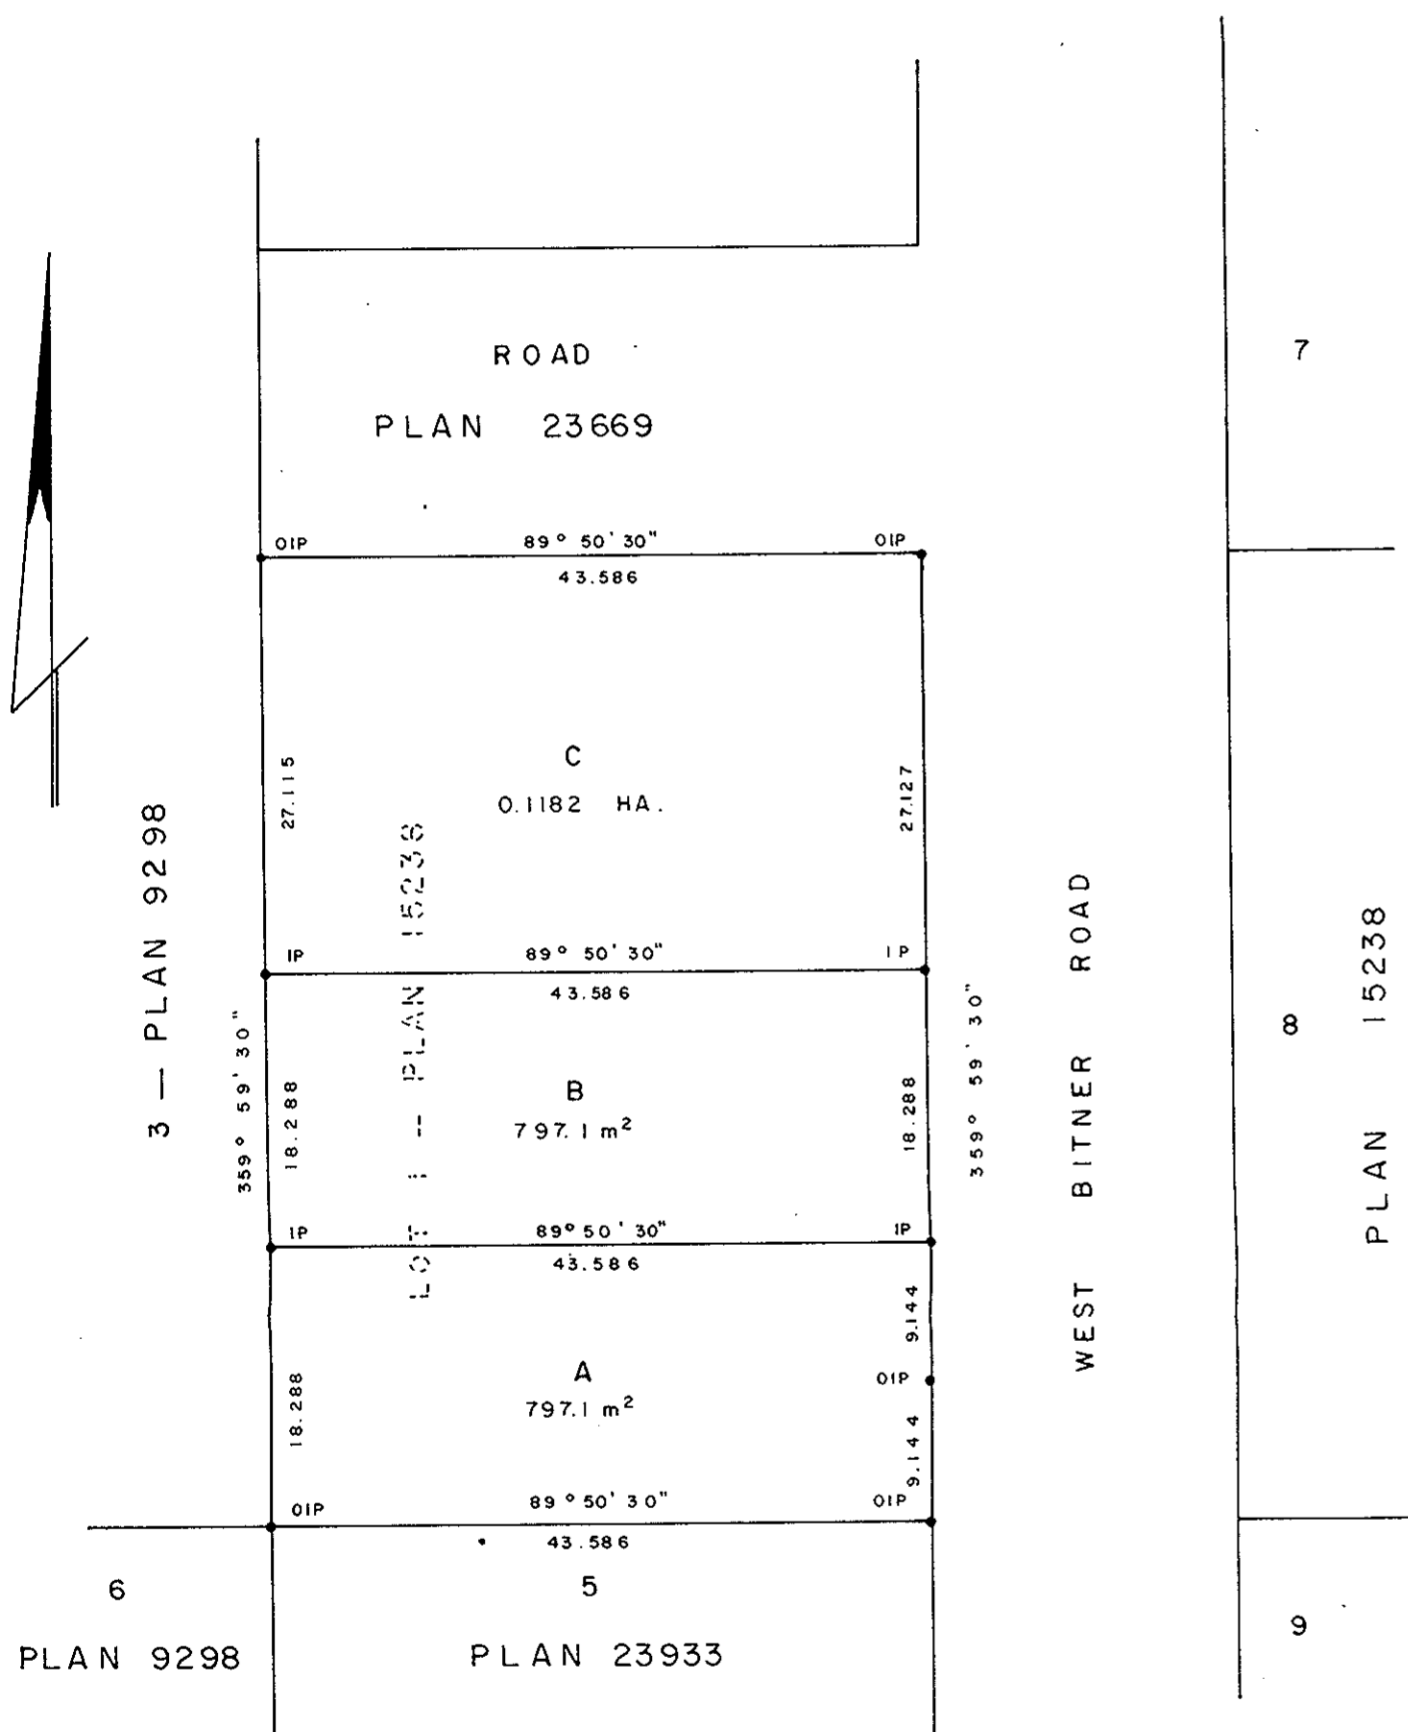 ROAD
PLAN 23669
7
OIP
89° 50' 30"
OIP
43.586
C
0.1182 HA.
27.115
27.127
3 — PLAN 9298
LOT 1 -- PLAN 15238
WEST BITNER ROAD
PLAN 15238
8
IP
89° 50' 30"
IP
43.586
359° 59' 30"
18.288
B
797.1 m²
18.288
359° 59' 30"
IP
89° 50' 30"
IP
43.586
9.144
A
797.1 m²
18.288
OIP
9.144
OIP
89° 50' 30"
OIP
43.586
6
5
9
PLAN 9298
PLAN 23933